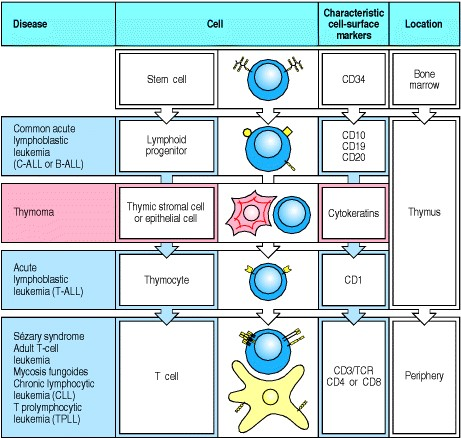 Disease
Cell
Characteristic
cell-surface
markers
Location
Stem cell
CD34
Bone
marrow
Common acute
lymphoblastic
leukemia
(C-ALL or B-ALL)
Lymphoid
progenitor
CD10
CD19
CD20
Thymoma
Thymic stromal cell
or epithelial cell
Cytokeratins
Thymus
Acute
lymphoblastic
leukemia (T-ALL)
Thymocyte
CD1
Sézary syndrome
Adult T-cell
leukemia
Mycosis fungoides
Chronic lymphocytic
leukemia (CLL)
T prolymphocytic
leukemia (TPLL)
T cell
CD3/TCR
CD4 or CD8
Periphery